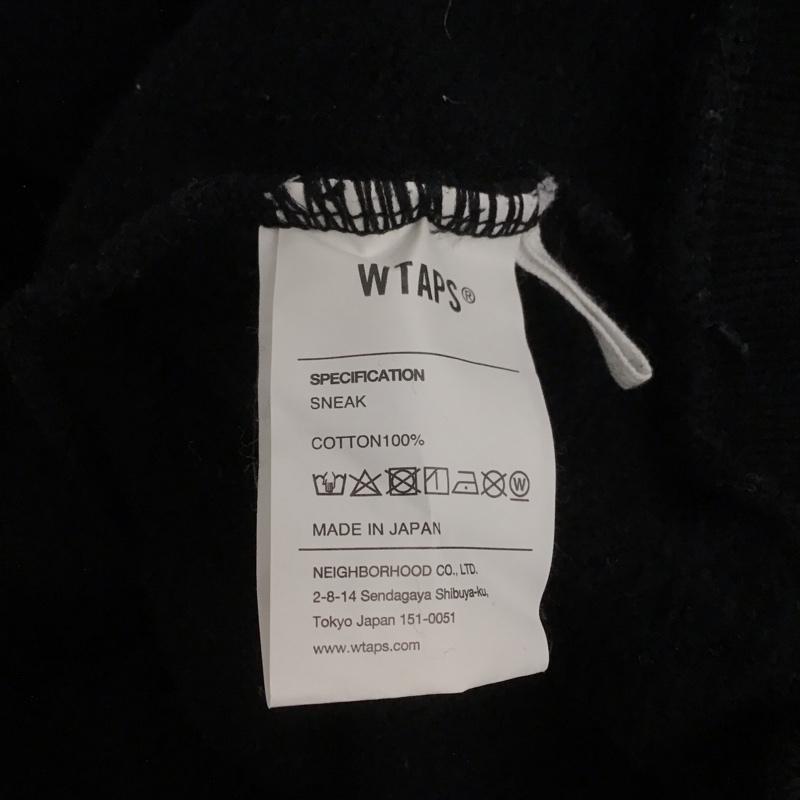 WTAPS®
SPECIFICATION
SNEAK
COTTON100%
W
MADE IN JAPAN
NEIGHBORHOOD CO., LTD.
2-8-14 Sendagaya Shibuya-ku,
Tokyo Japan 151-0051
www.wtaps.com